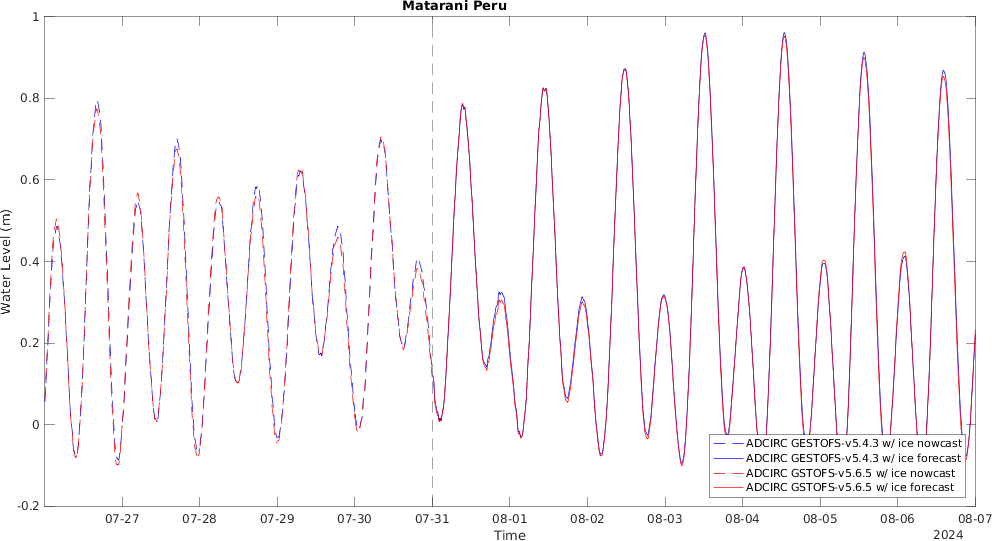 Matarani Peru
Water Level (m)
1
0.8
0.6
0.4
0.2
0
-0.2
ADCIRC GESTOFS-v5.4.3 w/ ice nowcast
ADCIRC GESTOFS-v5.4.3 w/ ice forecast
ADCIRC GSTOFS-v5.6.5 w/ ice nowcast
ADCIRC GSTOFS-v5.6.5 w/ ice forecast
07-27 07-28 07-29 07-30 07-31 08-01 08-02 08-03 08-04 08-05 08-06 08-07
Time
2024